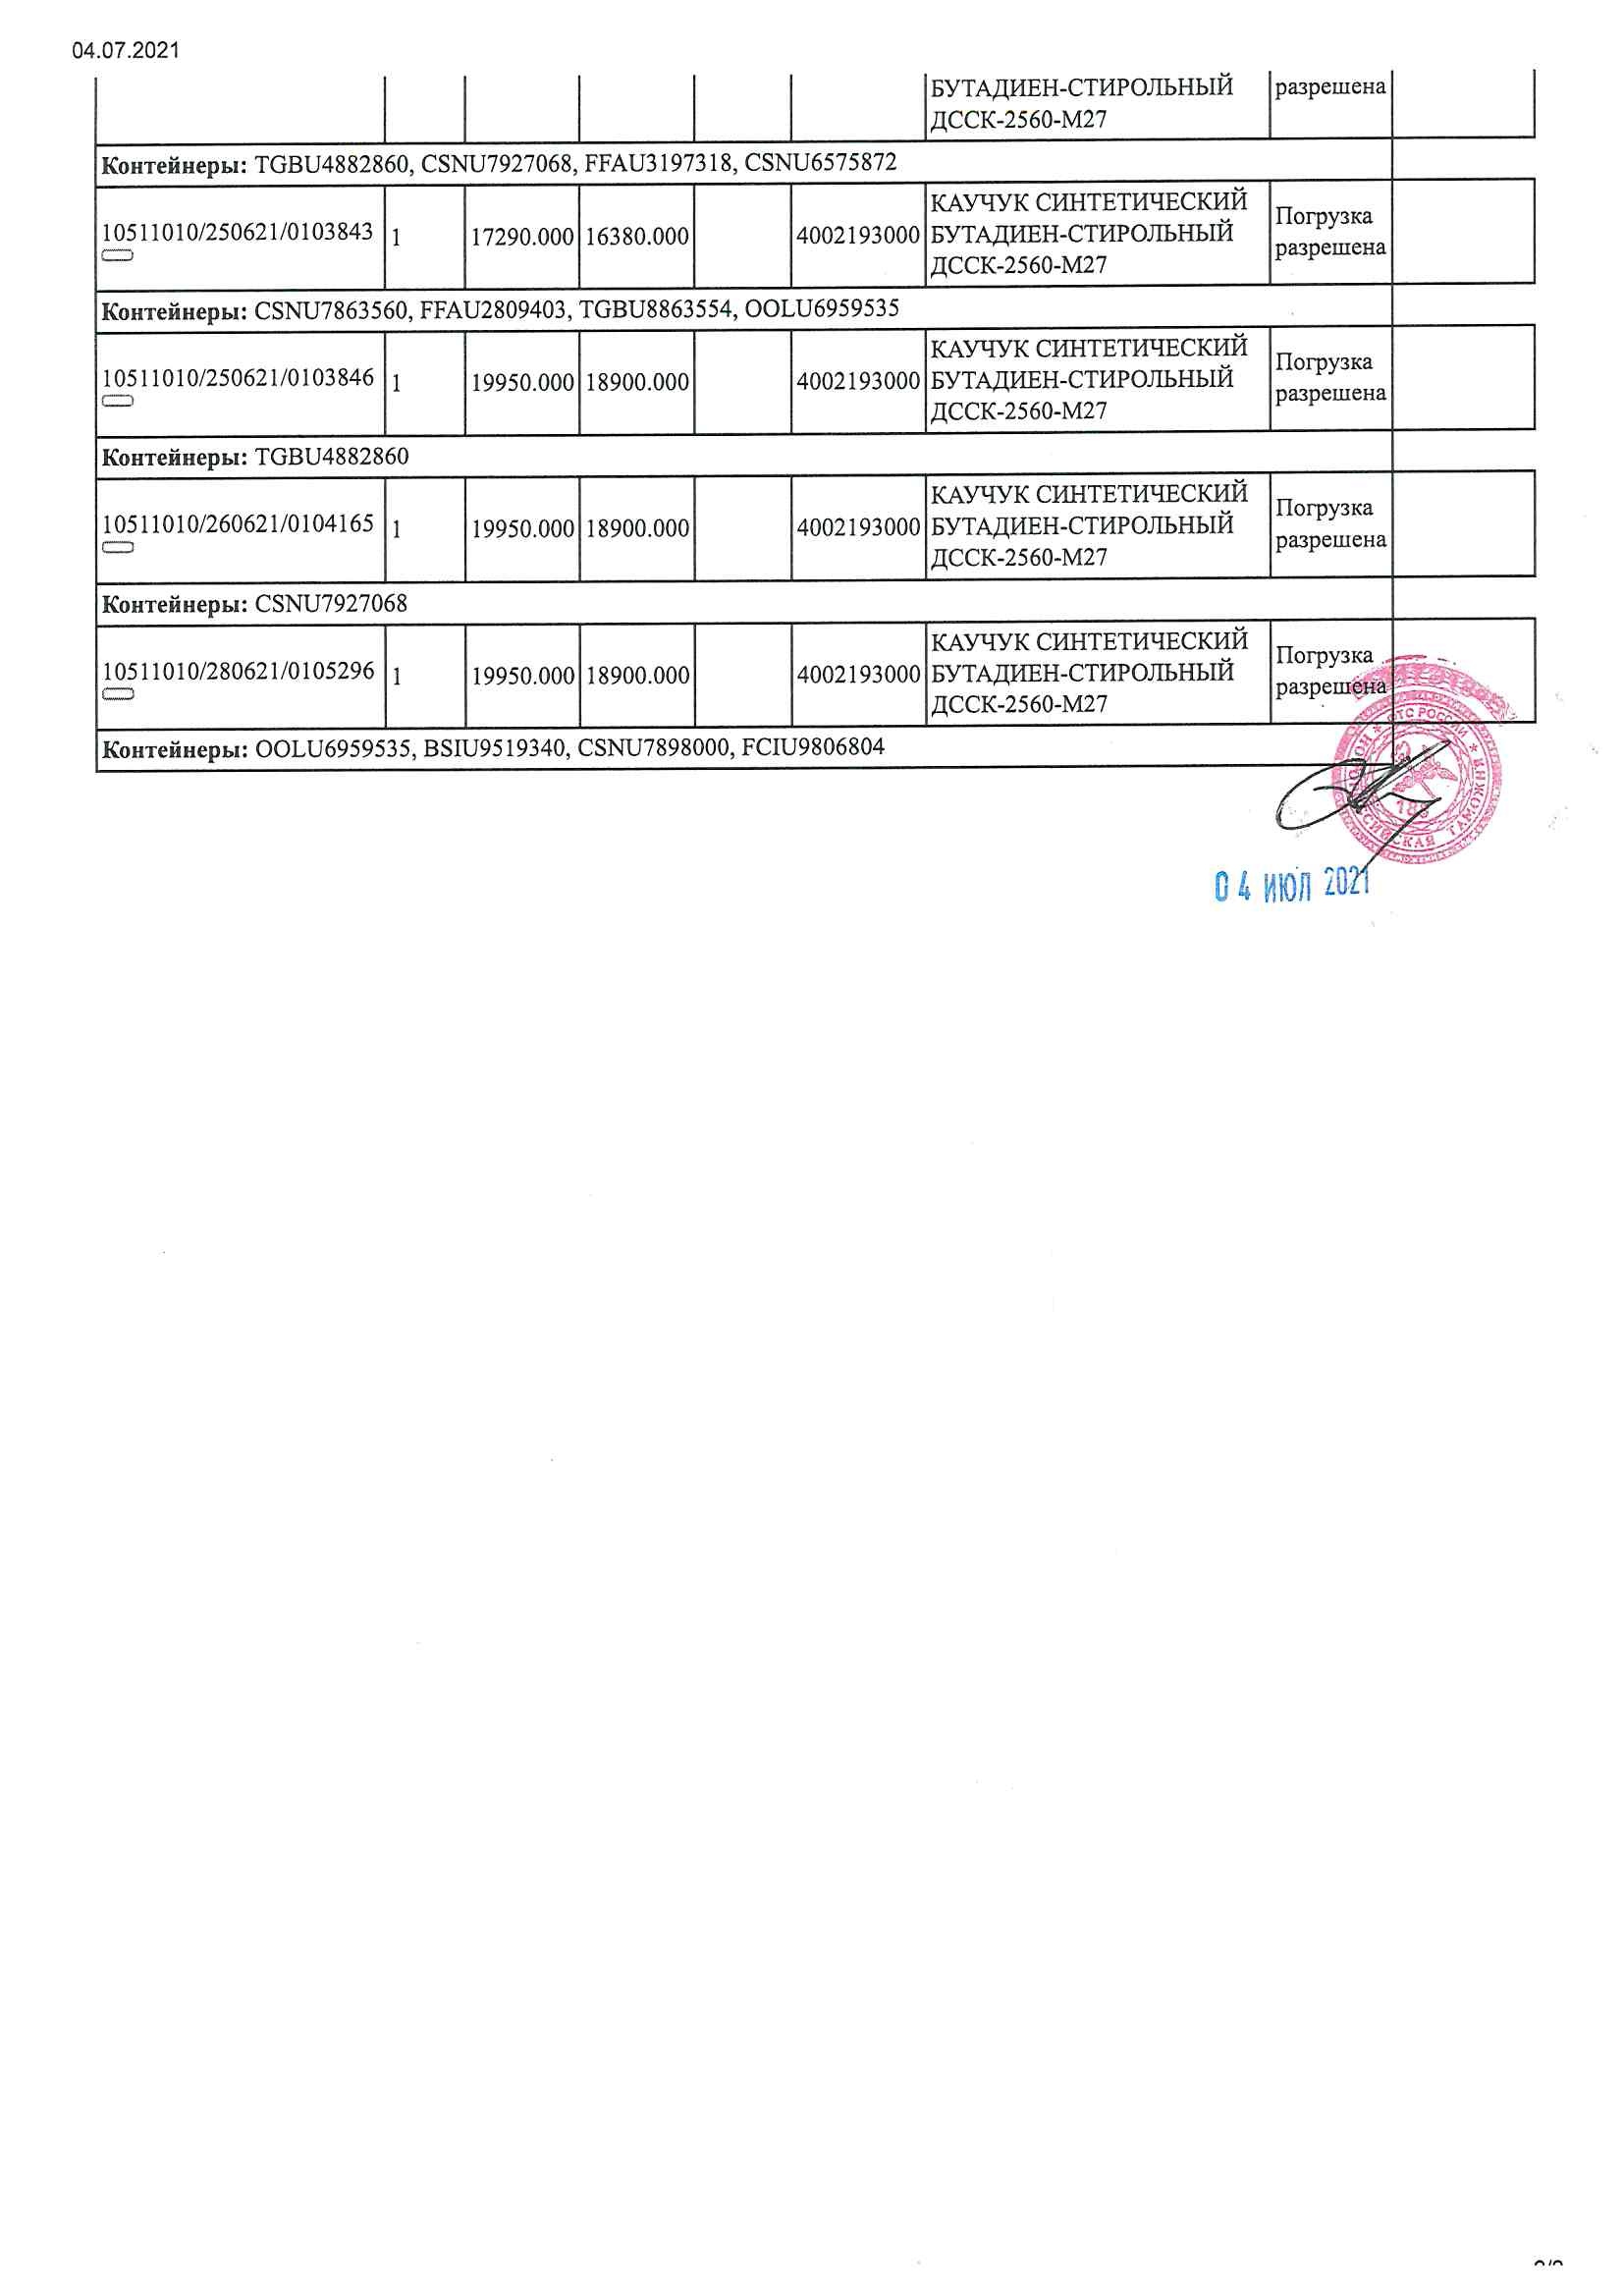 04.07.2021
БУТАДИЕН-СТИРОЛЬНЫЙ разрешена
ДССК-2560-М27
Контейнеры: TGBU4882860, CSNU7927068, FFAU3197318, CSNU6575872
КАУЧУК СИНТЕТИЧЕСКИЙ Погрузка
10511010/250621/0103843 1 17290.000 16380.000 4002193000 БУТАДИЕН-СТИРОЛЬНЫЙ разрешена
ДССК-2560-М27
Контейнеры: CSNU7863560, FFAU2809403, TGBU8863554, OOLU6959535
КАУЧУК СИНТЕТИЧЕСКИЙ Погрузка
10511010/250621/0103846 1 19950.000 18900.000 4002193000 БУТАДИЕН-СТИРОЛЬНЫЙ разрешена
ДССК-2560-М27
Контейнеры: TGBU4882860
КАУЧУК СИНТЕТИЧЕСКИЙ Погрузка
10511010/260621/0104165 1 19950.000 18900.000 4002193000 БУТАДИЕН-СТИРОЛЬНЫЙ разрешена
ДССК-2560-М27
Контейнеры: CSNU7927068
КАУЧУК СИНТЕТИЧЕСКИЙ Погрузка
10511010/280621/0105296 1 19950.000 18900.000 4002193000 БУТАДИЕН-СТИРОЛЬНЫЙ разрешена
ДССК-2560-М27
Контейнеры: OOLU6959535, BSIU9519340, CSNU7898000, FCIU9806804
ФТС РОССИИ
ТАМОЖНЯ
04 ИЮЛ 2021